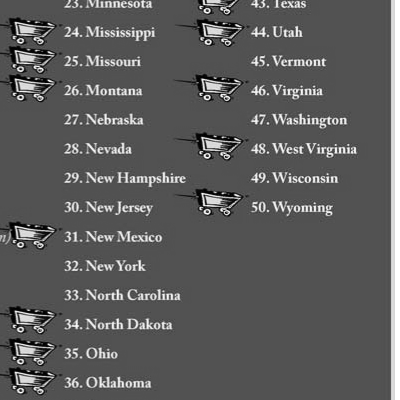 23. Minnesota
24. Mississippi
25. Missouri
26. Montana
27. Nebraska
28. Nevada
29. New Hampshire
30. New Jersey
31. New Mexico
32. New York
33. North Carolina
34. North Dakota
35. Ohio
36. Oklahoma
43. Texas
44. Utah
45. Vermont
46. Virginia
47. Washington
48. West Virginia
49. Wisconsin
50. Wyoming